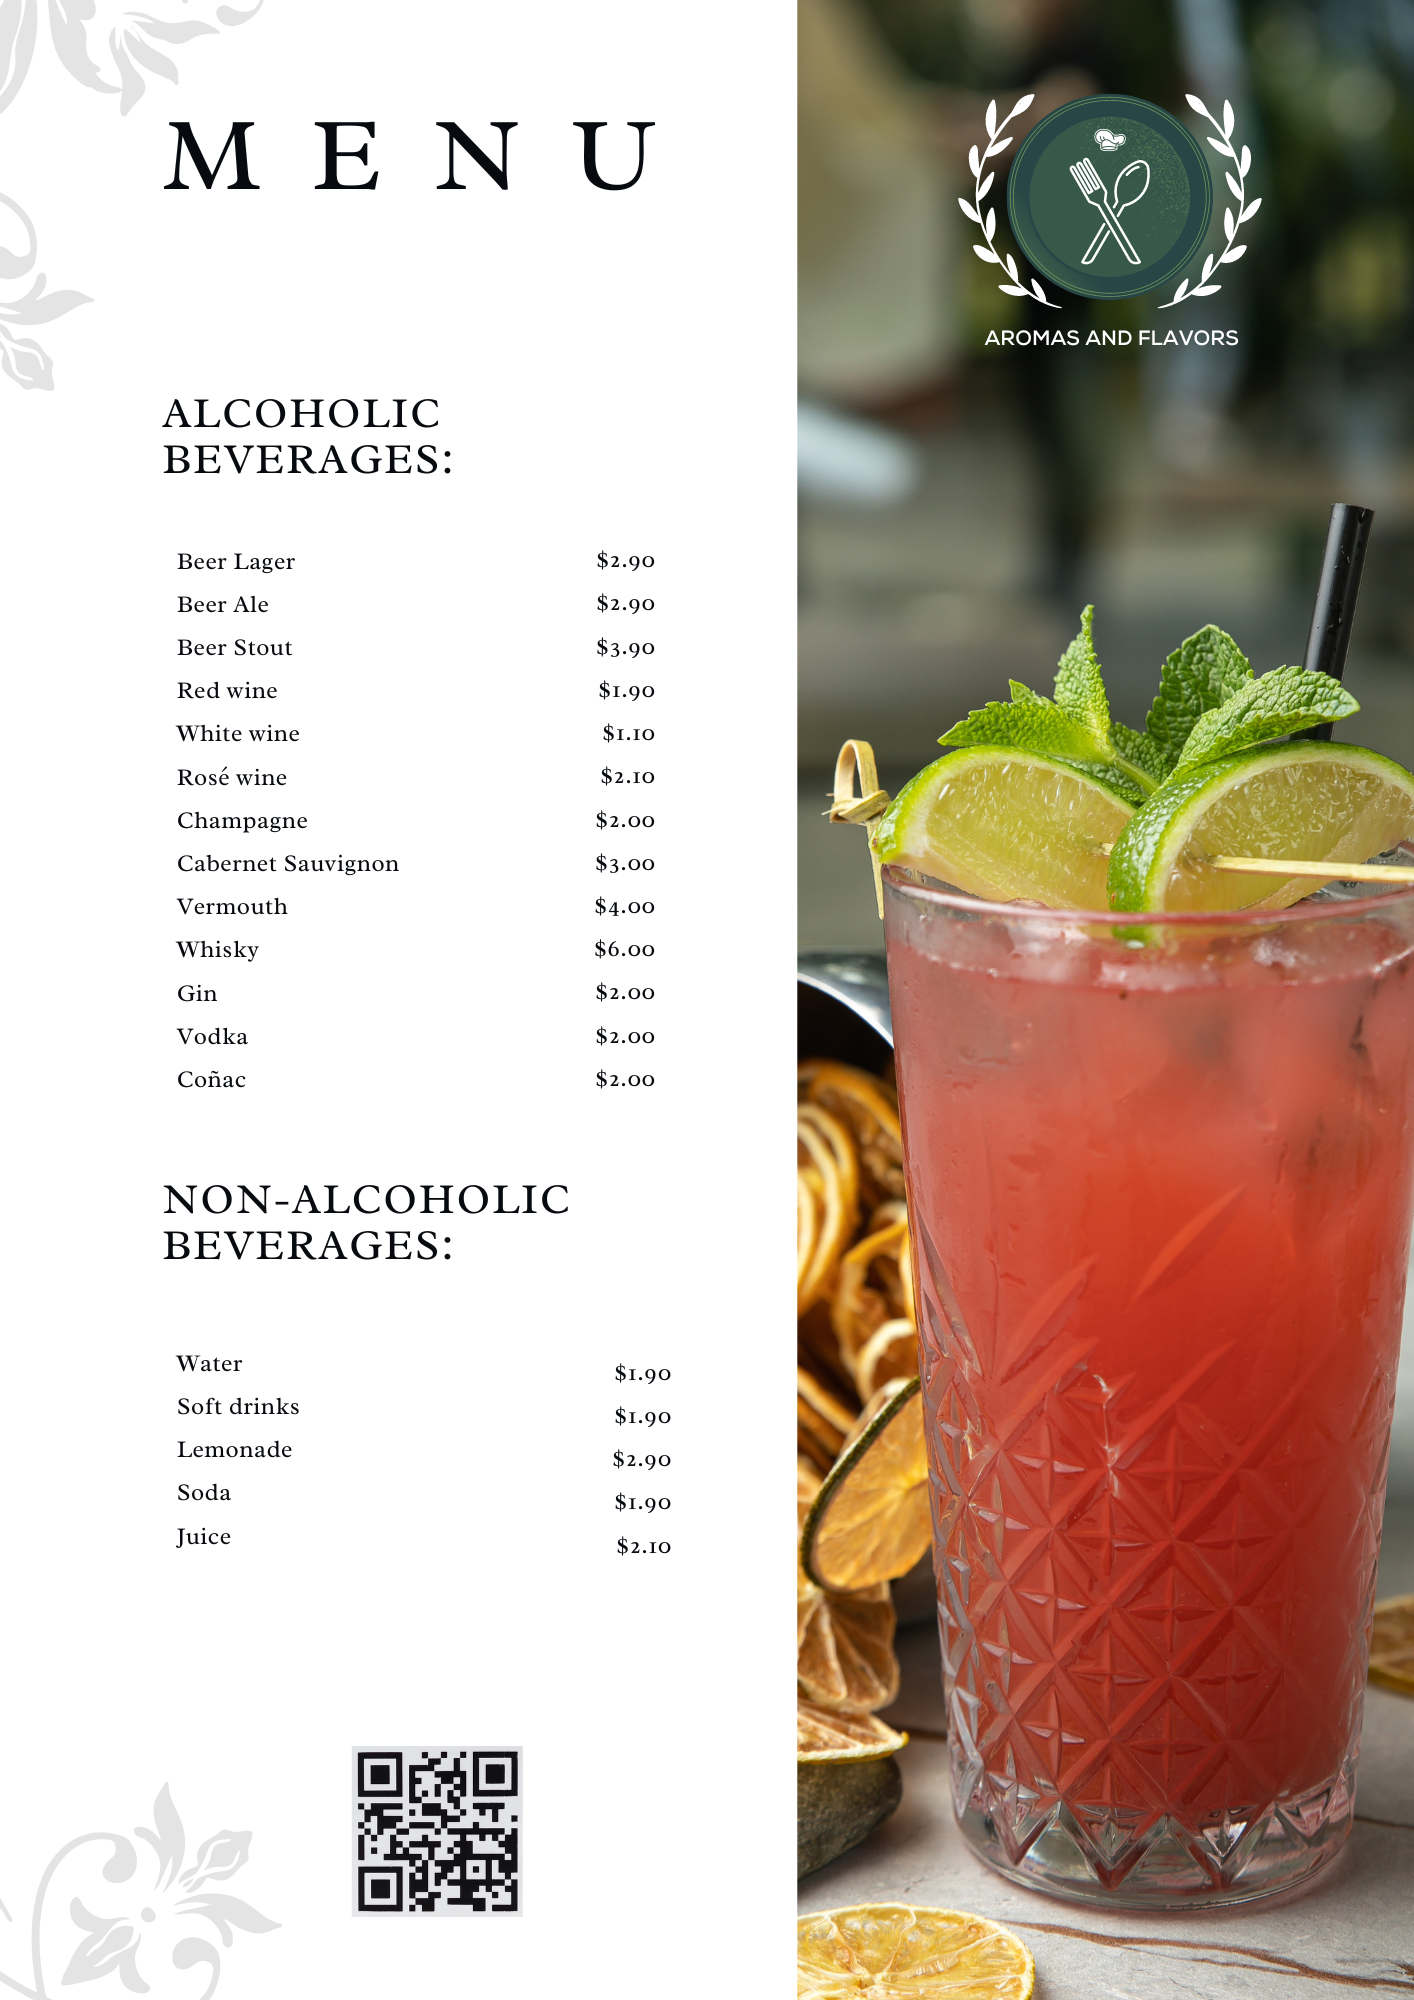 MENU
AROMAS AND FLAVORS
ALCOHOLIC
BEVERAGES:
Beer Lager $2.90
Beer Ale $2.90
Beer Stout $3.90
Red wine $1.90
White wine $1.10
Rosé wine $2.10
Champagne $2.00
Cabernet Sauvignon $3.00
Vermouth $4.00
Whisky $6.00
Gin $2.00
Vodka $2.00
Coñac $2.00
NON-ALCOHOLIC
BEVERAGES:
Water $1.90
Soft drinks $1.90
Lemonade $2.90
Soda $1.90
Juice $2.10